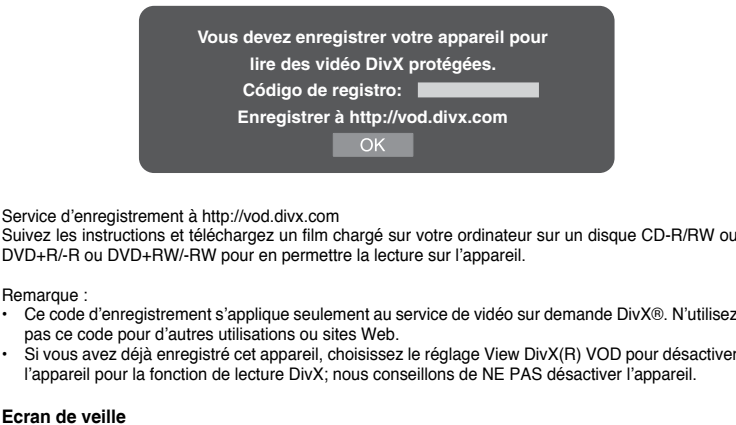 Vous devez enregistrer votre appareil pour
lire des vidéo DivX protégées.
Código de registro:
Enregistrer à http://vod.divx.com
OK
Service d’enregistrement à http://vod.divx.com
Suivez les instructions et téléchargez un film chargé sur votre ordinateur sur un disque CD-R/RW ou
DVD+R/-R ou DVD+RW/-RW pour en permettre la lecture sur l’appareil.
Remarque :
• Ce code d’enregistrement s’applique seulement au service de vidéo sur demande DivX®. N’utilisez
pas ce code pour d’autres utilisations ou sites Web.
• Si vous avez déjà enregistré cet appareil, choisissez le réglage View DivX(R) VOD pour désactiver
l’appareil pour la fonction de lecture DivX; nous conseillons de NE PAS désactiver l’appareil.
Ecran de veille